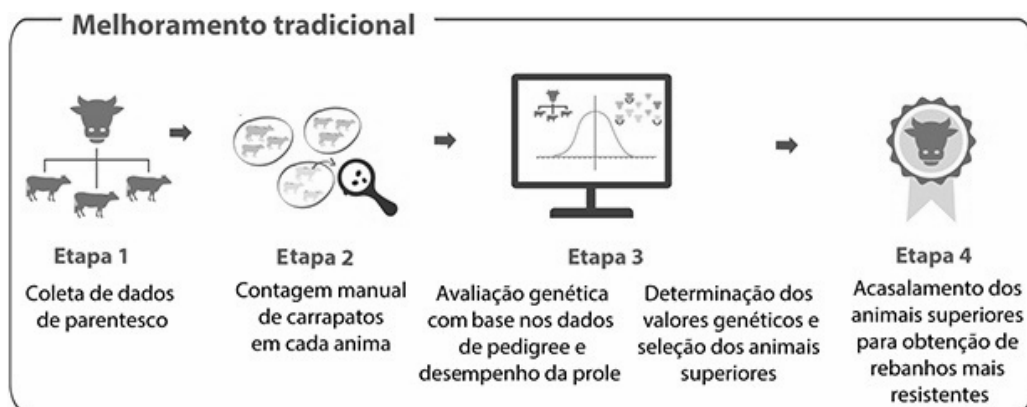 Melhoramento tradicional
Etapa 1
Coleta de dados
de parentesco
Etapa 2
Contagem manual
de carrapatos
em cada anima
Etapa 3
Avaliação genética
com base nos dados
de pedigree e
desempenho da prole
Determinação dos
valores genéticos e
seleção dos animais
superiores
Etapa 4
Acasalamento dos
animais superiores
para obtenção de
rebanhos mais
resistentes